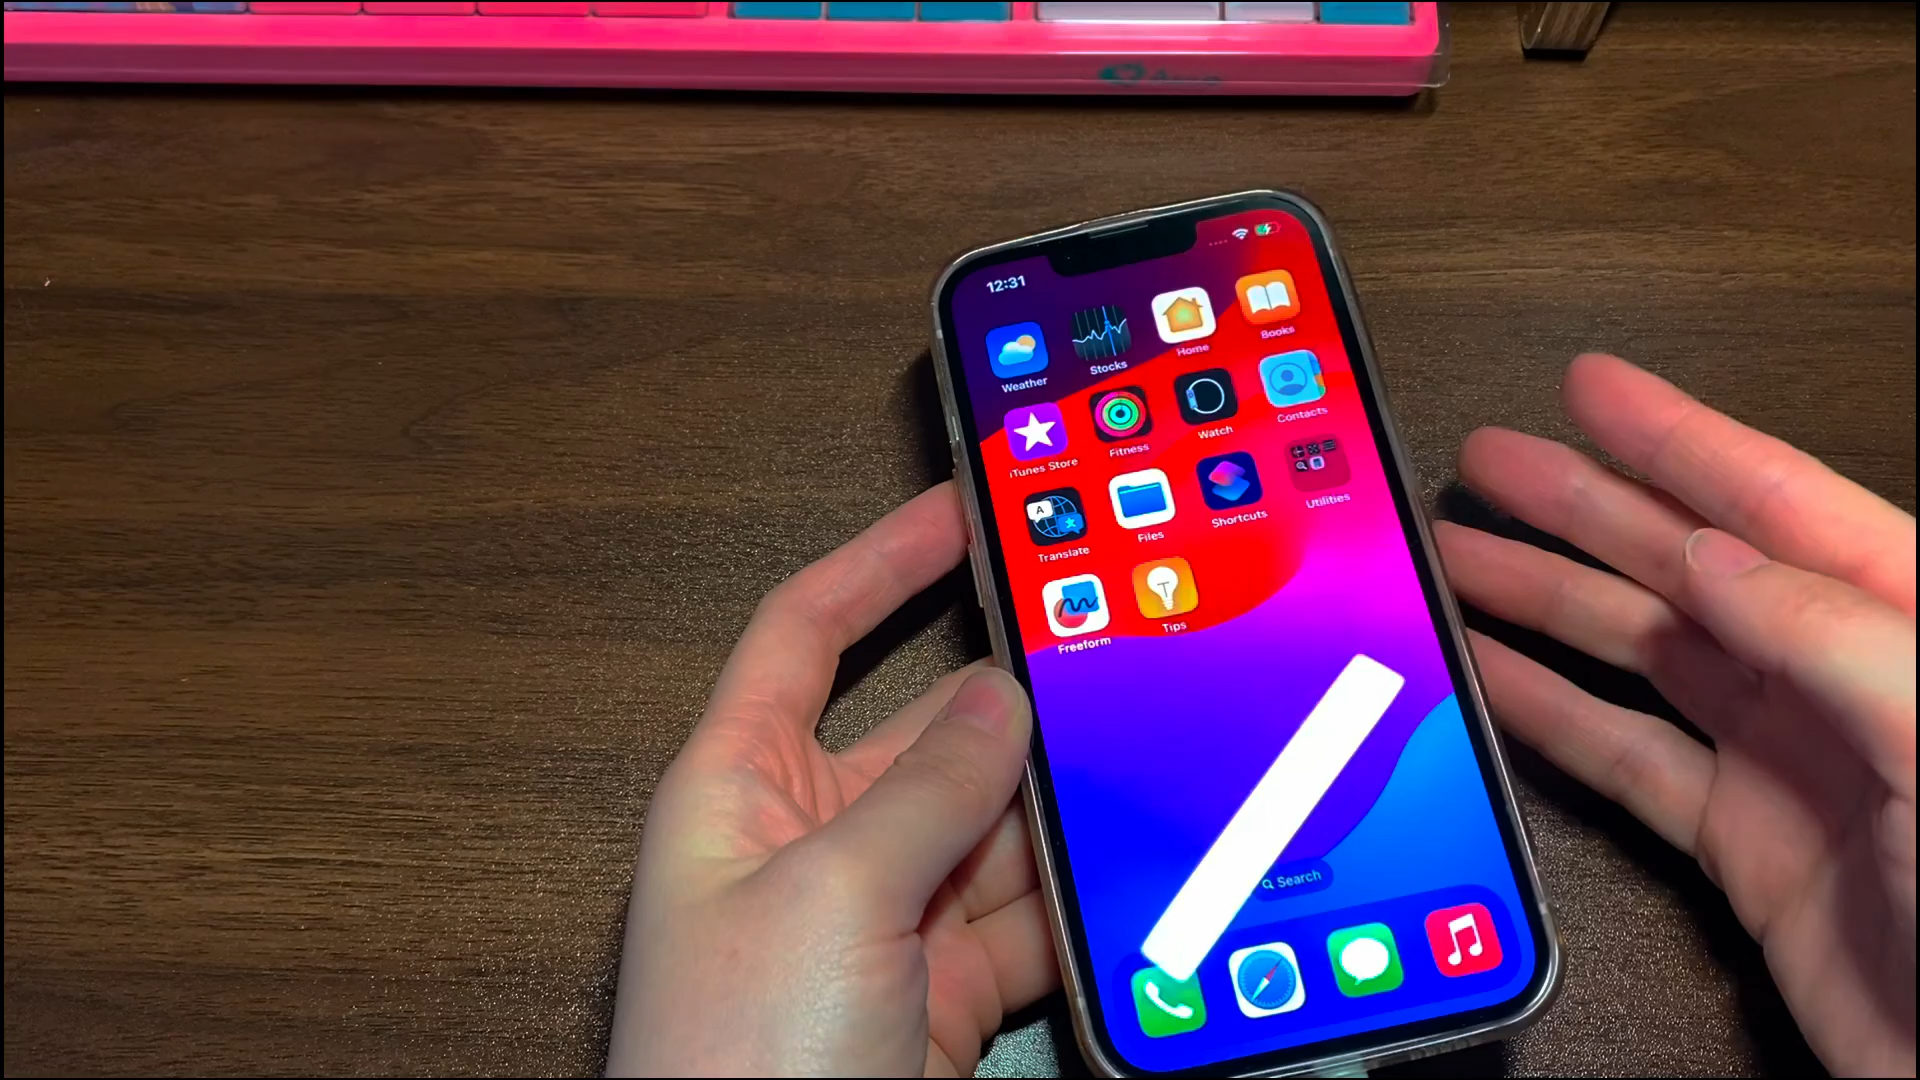 12:31
Weather
Stocks
Home
Books
iTunes Store
Fitness
Watch
Contacts
Translate
Files
Shortcuts
Utilities
Freeform
Tips
Search